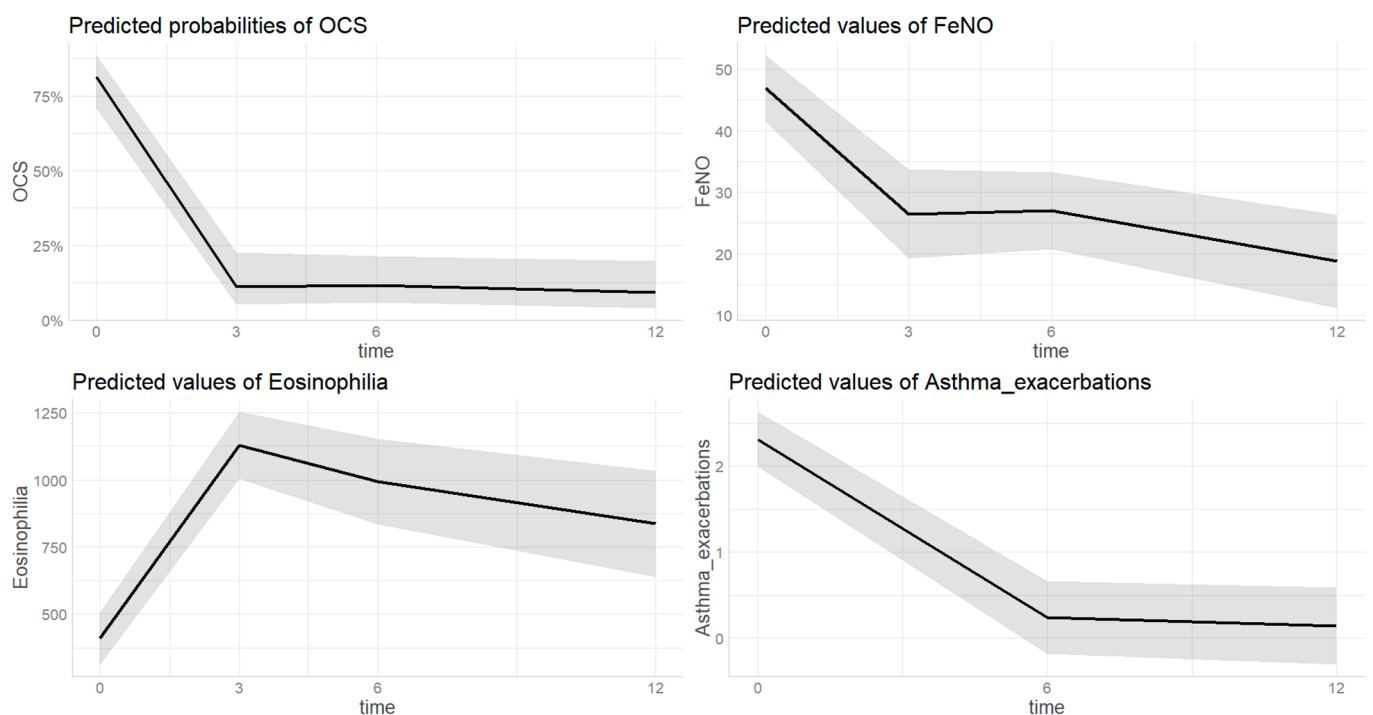 Predicted probabilities of OCS
OCS
75%
50%
25%
0%
0 3 6 12
time
Predicted values of FeNO
FeNO
50
40
30
20
10
0 3 6 12
time
Predicted values of Eosinophilia
Eosinophilia
1250
1000
750
500
0 3 6 12
time
Predicted values of Asthma_exacerbations
Asthma_exacerbations
2
1
0
0 6 12
time